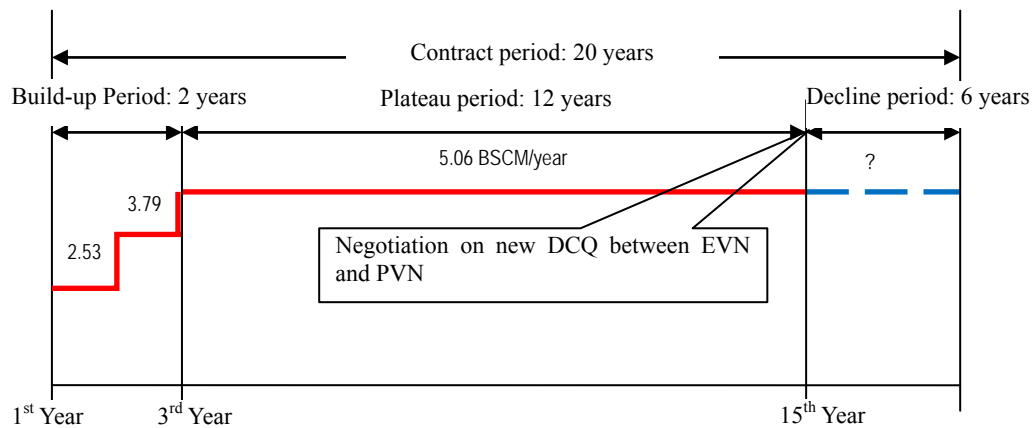 Contract period: 20 years
Build-up Period: 2 years
Plateau period: 12 years
Decline period: 6 years
5.06 BSCM/year
?
3.79
2.53
Negotiation on new DCQ between EVN
and PVN
1st Year
3rd Year
15th Year